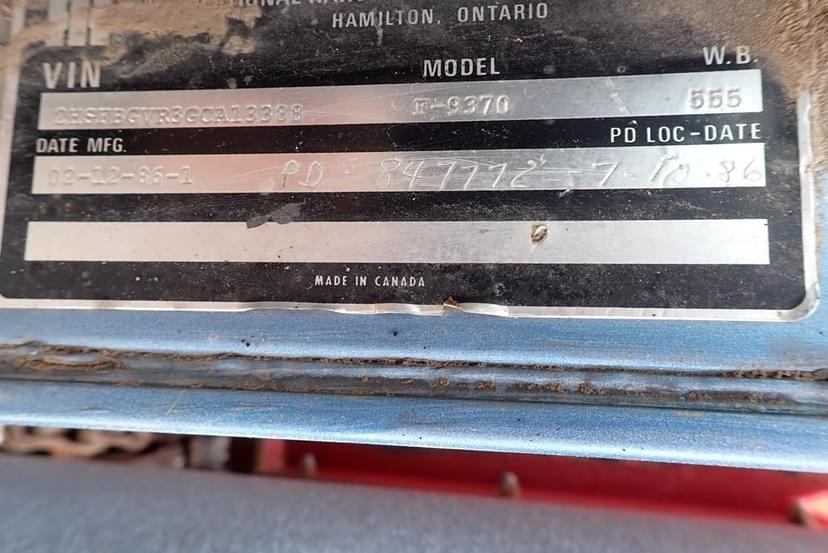 HAMILTON, ONTARIO
VIN MODEL W.B.
2HSFBGVR3GCA13388 F-9370 555
DATE MFG. PD LOC-DATE
02-12-86-1 PD - 847772 - 7.10.86
MADE IN CANADA